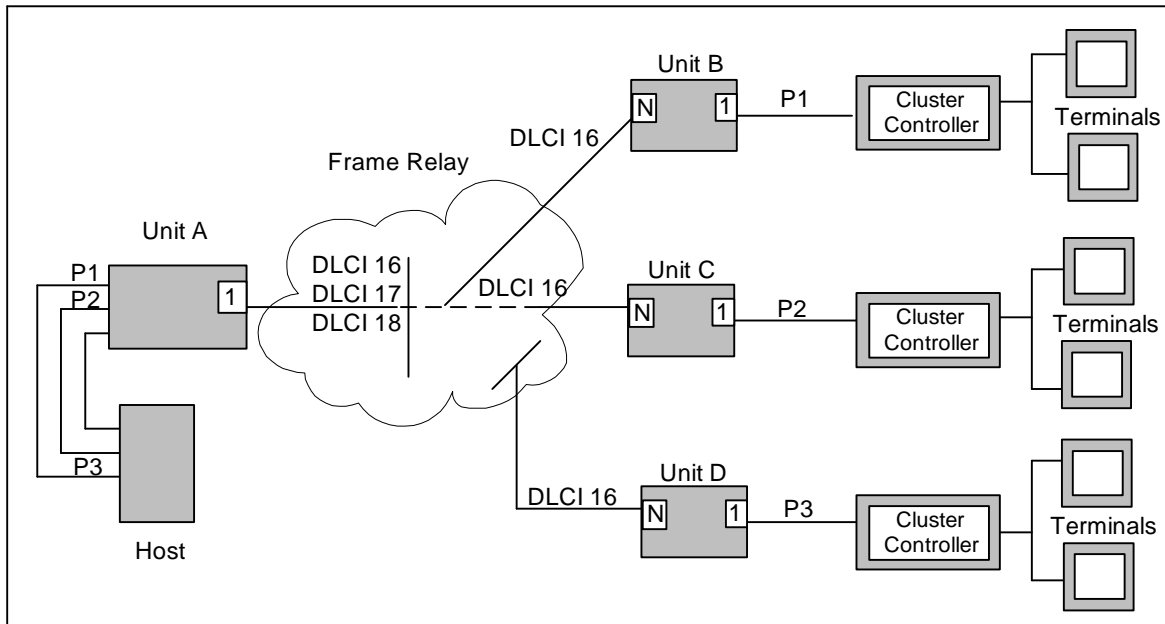 Unit B
N
1
P1
Cluster
Controller
Terminals
DLCI 16
Frame Relay
Unit A
P1
P2
1
DLCI 16
DLCI 17
DLCI 18
DLCI 16
Unit C
N
1
P2
Cluster
Controller
Terminals
P3
Host
DLCI 16
Unit D
N
1
P3
Cluster
Controller
Terminals